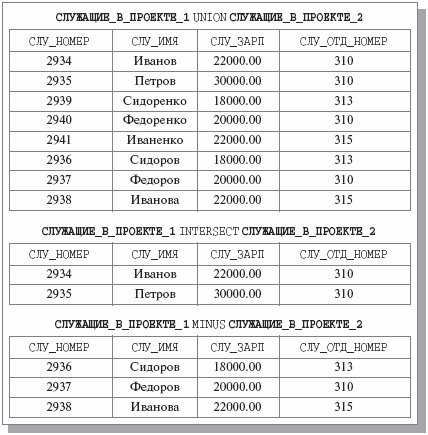 СЛУЖАЩИЕ_В_ПРОЕКТЕ_1 UNION СЛУЖАЩИЕ_В_ПРОЕКТЕ_2
СЛУ_НОМЕР СЛУ_ИМЯ СЛУ_ЗАРП СЛУ_ОТД_НОМЕР
2934 Иванов 22000.00 310
2935 Петров 30000.00 310
2939 Сидоренко 18000.00 313
2940 Федоренко 20000.00 310
2941 Иваненко 22000.00 315
2936 Сидоров 18000.00 313
2937 Федоров 20000.00 310
2938 Иванова 22000.00 315
СЛУЖАЩИЕ_В_ПРОЕКТЕ_1 INTERSECT СЛУЖАЩИЕ_В_ПРОЕКТЕ_2
СЛУ_НОМЕР СЛУ_ИМЯ СЛУ_ЗАРП СЛУ_ОТД_НОМЕР
2934 Иванов 22000.00 310
2935 Петров 30000.00 310
СЛУЖАЩИЕ_В_ПРОЕКТЕ_1 MINUS СЛУЖАЩИЕ_В_ПРОЕКТЕ_2
СЛУ_НОМЕР СЛУ_ИМЯ СЛУ_ЗАРП СЛУ_ОТД_НОМЕР
2936 Сидоров 18000.00 313
2937 Федоров 20000.00 310
2938 Иванова 22000.00 315